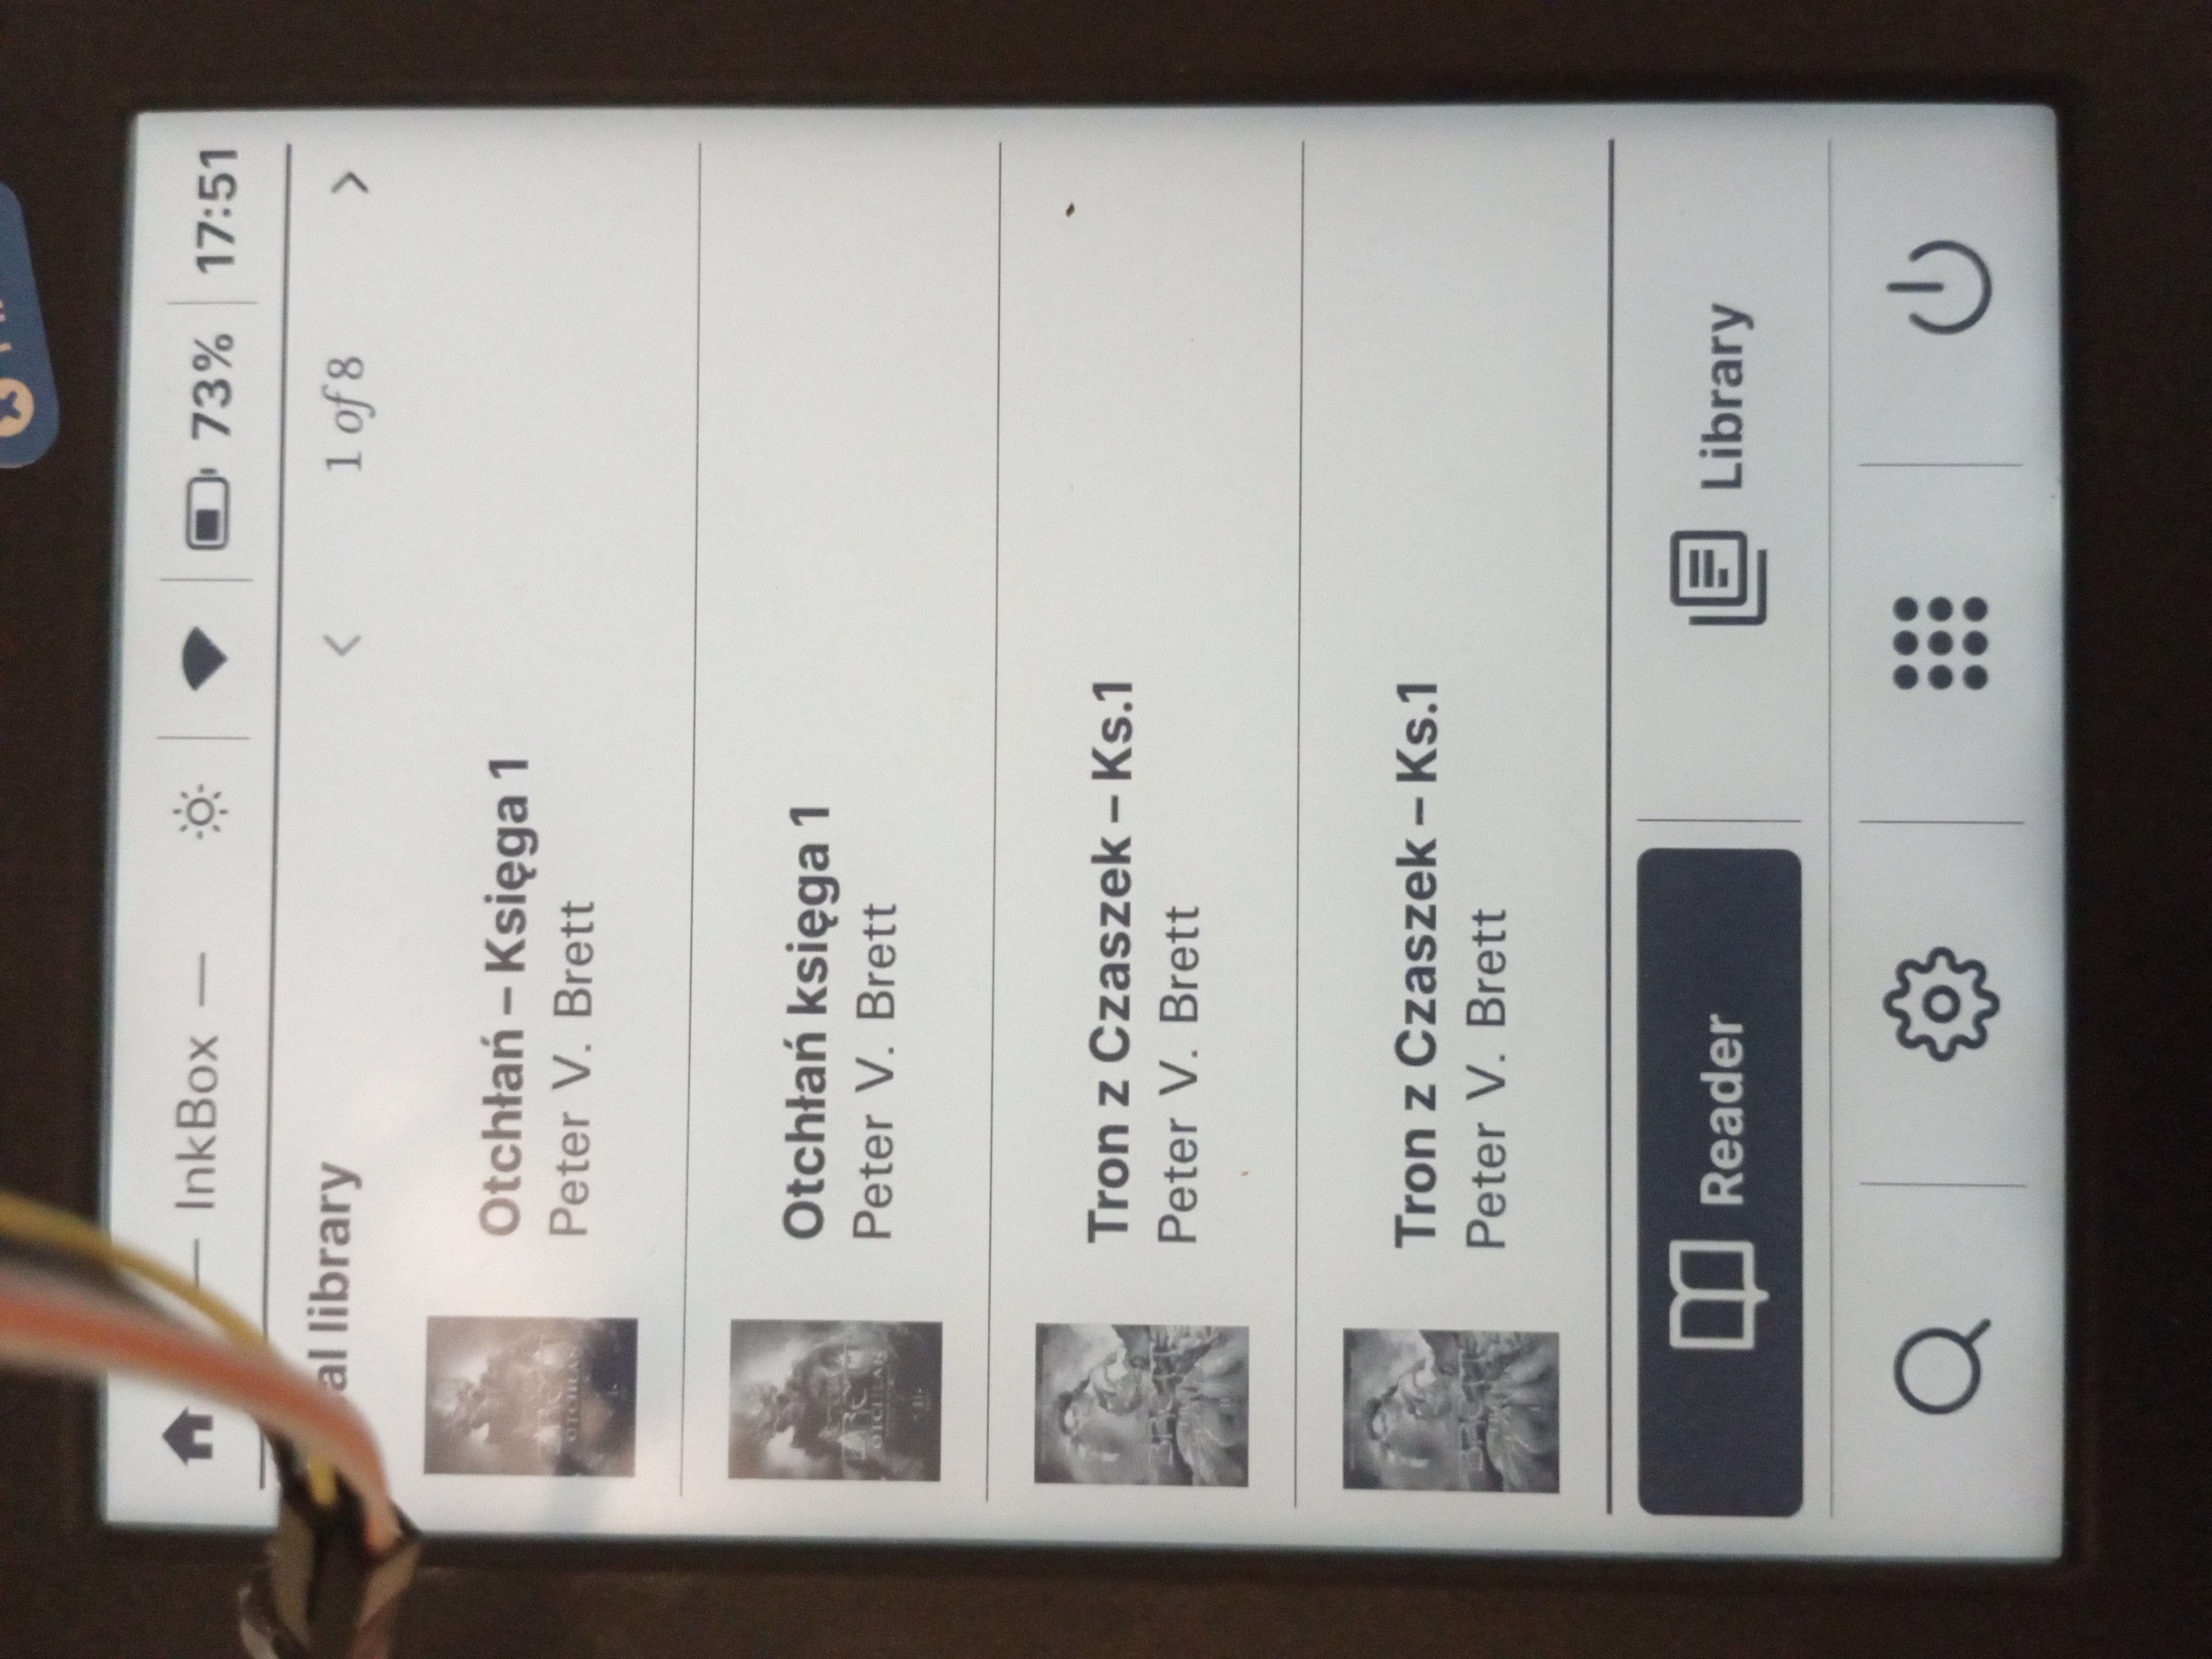 — InkBox —
73%
17:51
al library
1 of 8
Otchłań – Księga 1
Peter V. Brett
Otchłań księga 1
Peter V. Brett
Tron z Czaszek – Ks.1
Peter V. Brett
Tron z Czaszek – Ks.1
Peter V. Brett
Reader
Library